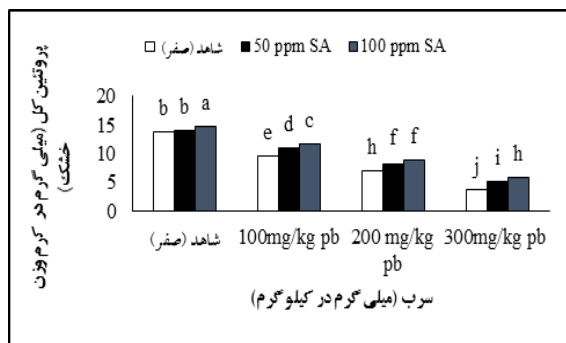 شاهد (صفر) 50 ppm SA 100 ppm SA
پروتئین کل (میلی گرم در گرم وزن
خشک)
20
15
10
5
0
b b a e d c h f f j i h
شاهد (صفر) 100mg/kg pb 200 mg/kg pb 300mg/kg pb
سرب (میلی گرم در کیلوگرم)